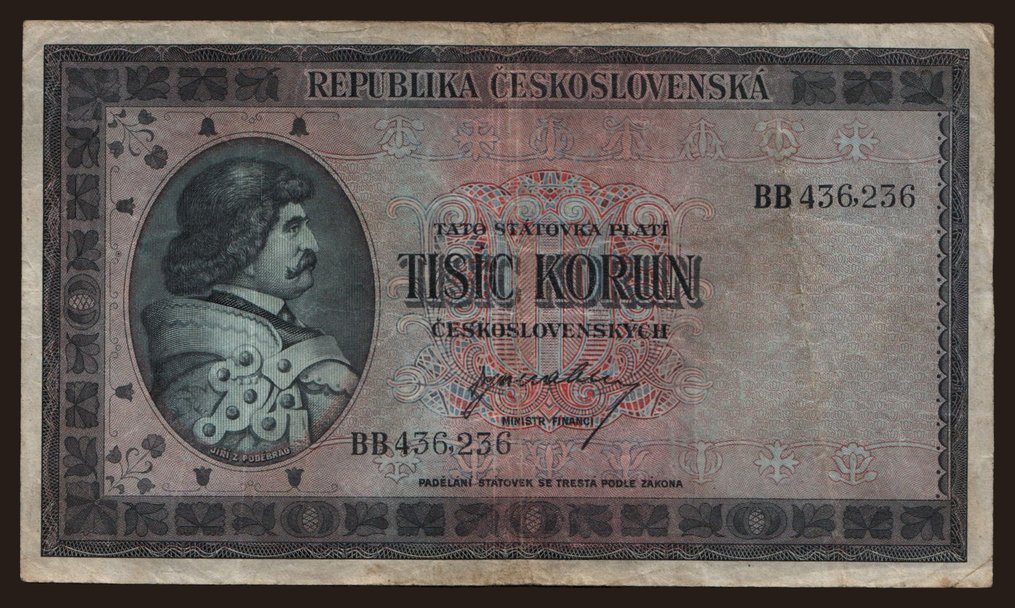 REPUBLIKA ČESKOSLOVENSKÁ
BB 436,236
TATO STÁTOVKA PLATÍ
TISÍC KORUN
ČESKOSLOVENSKÝCH
MINISTR FINANCÍ
BB 436,236
JIŘÍ Z PODĚBRAD
PADĚLÁNÍ STÁTOVEK SE TRESTÁ PODLE ZÁKONA